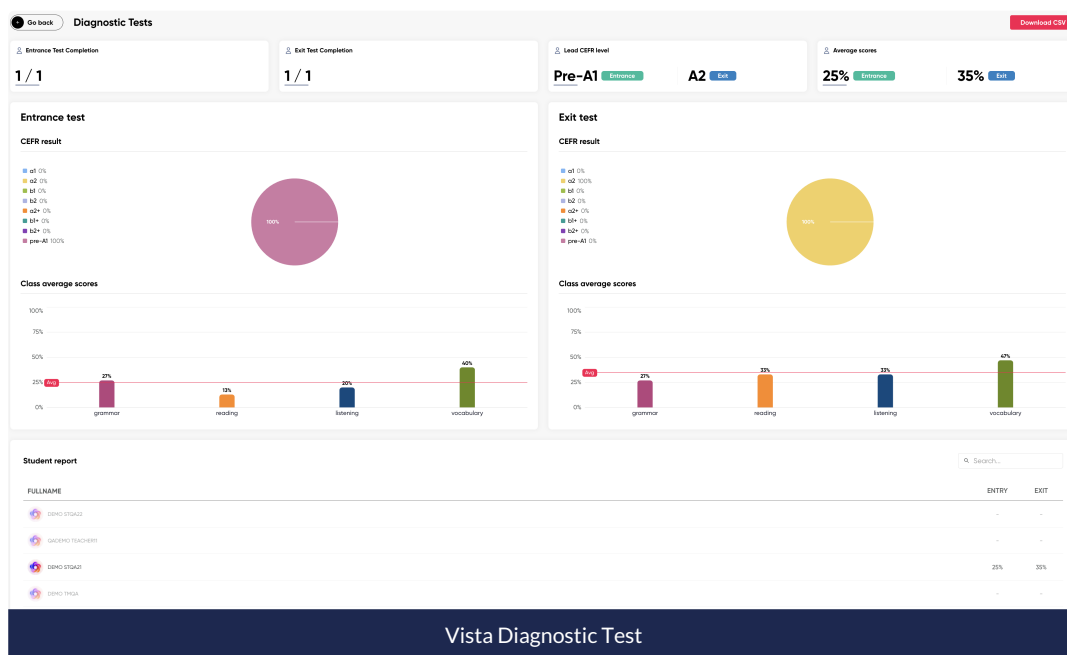 Go back Diagnostic Tests Download CSV
Entrance Test Completion
1 / 1
Exit Test Completion
1 / 1
Lead CEFR level
Pre-A1 Entrance A2 Exit
Average scores
25% Entrance 35% Exit
Entrance test
CEFR result
a1 0%
a2 0%
b1 0%
b2 0%
a2+ 0%
b1+ 0%
b2+ 0%
pre-A1 100%
100%
Class average scores
100%
75%
50%
25%
0%
Avg
27%
13%
20%
40%
grammar reading listening vocabulary
Exit test
CEFR result
a1 0%
a2 100%
b1 0%
b2 0%
a2+ 0%
b1+ 0%
b2+ 0%
pre-A1 0%
100%
Class average scores
100%
75%
50%
25%
0%
Avg
27%
33%
33%
47%
grammar reading listening vocabulary
Student report Search...
FULLNAME ENTRY EXIT
DEMO STQA22 - -
QADEMO TEACHER11 - -
DEMO STQA21 25% 35%
DEMO TMQA - -
Vista Diagnostic Test